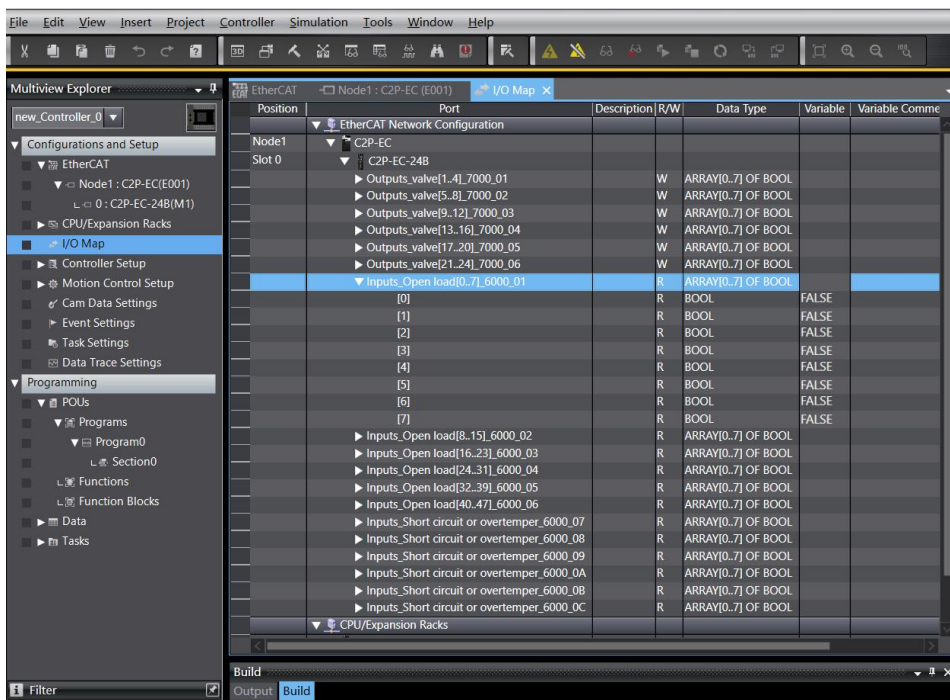 File Edit View Insert Project Controller Simulation Tools Window Help
Multiview Explorer
new_Controller_0
Configurations and Setup
EtherCAT
Node1 : C2P-EC(E001)
0 : C2P-EC-24B(M1)
CPU/Expansion Racks
I/O Map
Controller Setup
Motion Control Setup
Cam Data Settings
Event Settings
Task Settings
Data Trace Settings
Programming
POUs
Programs
Program0
Section0
Functions
Function Blocks
Data
Tasks
Filter
EtherCAT Node1 : C2P-EC (E001) I/O Map
Position Port Description R/W Data Type Variable Variable Comme
EtherCAT Network Configuration
Node1 C2P-EC
Slot 0 C2P-EC-24B
Outputs_valve[1..4]_7000_01 W ARRAY[0..7] OF BOOL
Outputs_valve[5..8]_7000_02 W ARRAY[0..7] OF BOOL
Outputs_valve[9..12]_7000_03 W ARRAY[0..7] OF BOOL
Outputs_valve[13..16]_7000_04 W ARRAY[0..7] OF BOOL
Outputs_valve[17..20]_7000_05 W ARRAY[0..7] OF BOOL
Outputs_valve[21..24]_7000_06 W ARRAY[0..7] OF BOOL
Inputs_Open load[0..7]_6000_01 R ARRAY[0..7] OF BOOL
[0] R BOOL FALSE
[1] R BOOL FALSE
[2] R BOOL FALSE
[3] R BOOL FALSE
[4] R BOOL FALSE
[5] R BOOL FALSE
[6] R BOOL FALSE
[7] R BOOL FALSE
Inputs_Open load[8..15]_6000_02 R ARRAY[0..7] OF BOOL
Inputs_Open load[16..23]_6000_03 R ARRAY[0..7] OF BOOL
Inputs_Open load[24..31]_6000_04 R ARRAY[0..7] OF BOOL
Inputs_Open load[32..39]_6000_05 R ARRAY[0..7] OF BOOL
Inputs_Open load[40..47]_6000_06 R ARRAY[0..7] OF BOOL
Inputs_Short circuit or overtemper_6000_07 R ARRAY[0..7] OF BOOL
Inputs_Short circuit or overtemper_6000_08 R ARRAY[0..7] OF BOOL
Inputs_Short circuit or overtemper_6000_09 R ARRAY[0..7] OF BOOL
Inputs_Short circuit or overtemper_6000_0A R ARRAY[0..7] OF BOOL
Inputs_Short circuit or overtemper_6000_0B R ARRAY[0..7] OF BOOL
Inputs_Short circuit or overtemper_6000_0C R ARRAY[0..7] OF BOOL
CPU/Expansion Racks
Build
Output Build